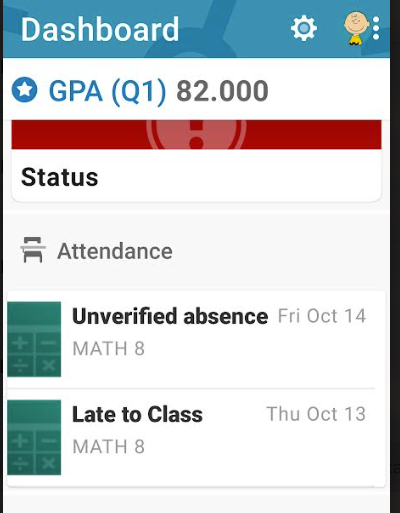 Dashboard
GPA (Q1) 82.000
Status
Attendance
Unverified absence Fri Oct 14
MATH 8
Late to Class Thu Oct 13
MATH 8